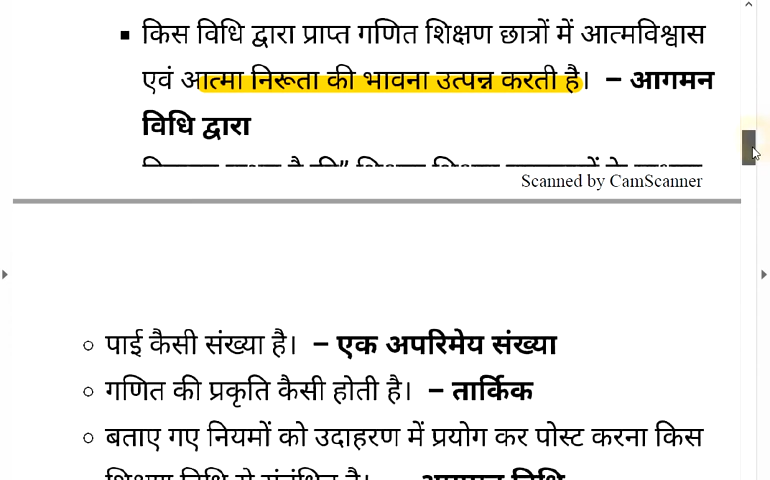 ▪ किस विधि द्वारा प्राप्त गणित शिक्षण छात्रों में आत्मविश्वास
एवं आत्मा निरूता की भावना उत्पन्न करती है। – आगमन
विधि द्वारा
Scanned by CamScanner
○ पाई कैसी संख्या है। – एक अपरिमेय संख्या
○ गणित की प्रकृति कैसी होती है। – तार्किक
○ बताए गए नियमों को उदाहरण में प्रयोग कर पोस्ट करना किस